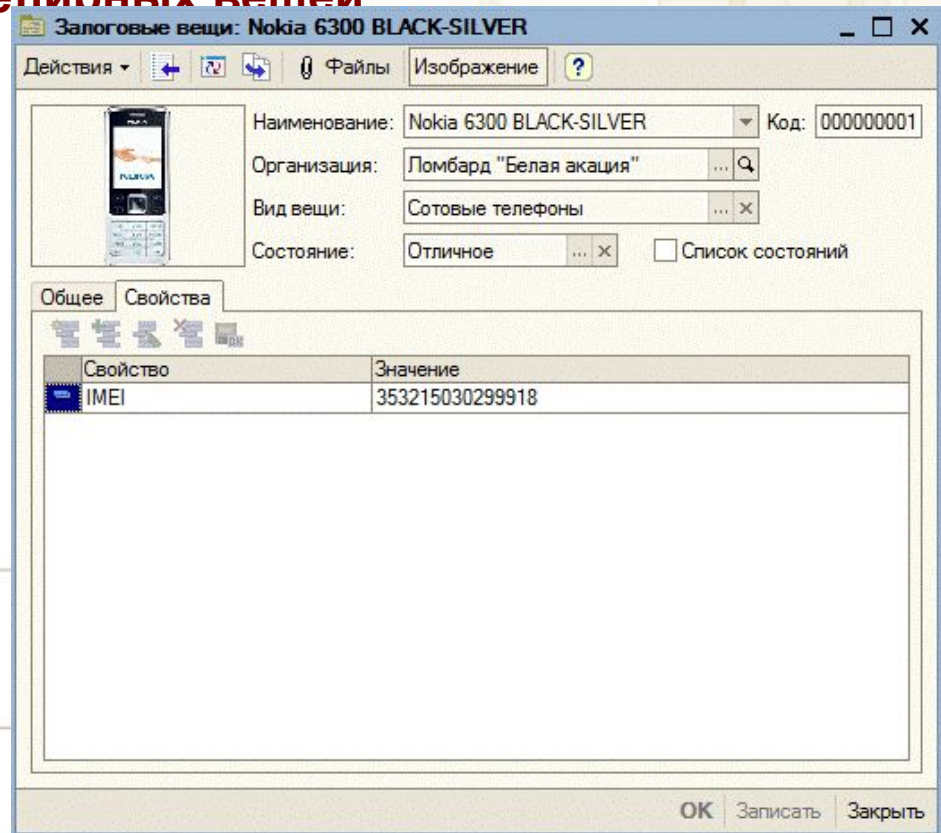 вещей
Залоговые вещи: Nokia 6300 BLACK-SILVER
Действия Файлы Изображение ?
Наименование: Nokia 6300 BLACK-SILVER Код: 000000001
Организация: Ломбард "Белая акация" ...
Вид вещи: Сотовые телефоны ... ×
Состояние: Отличное ... × Список состояний
Общее Свойства
Свойство Значение
IMEI 353215030299918
OK Записать Закрыть